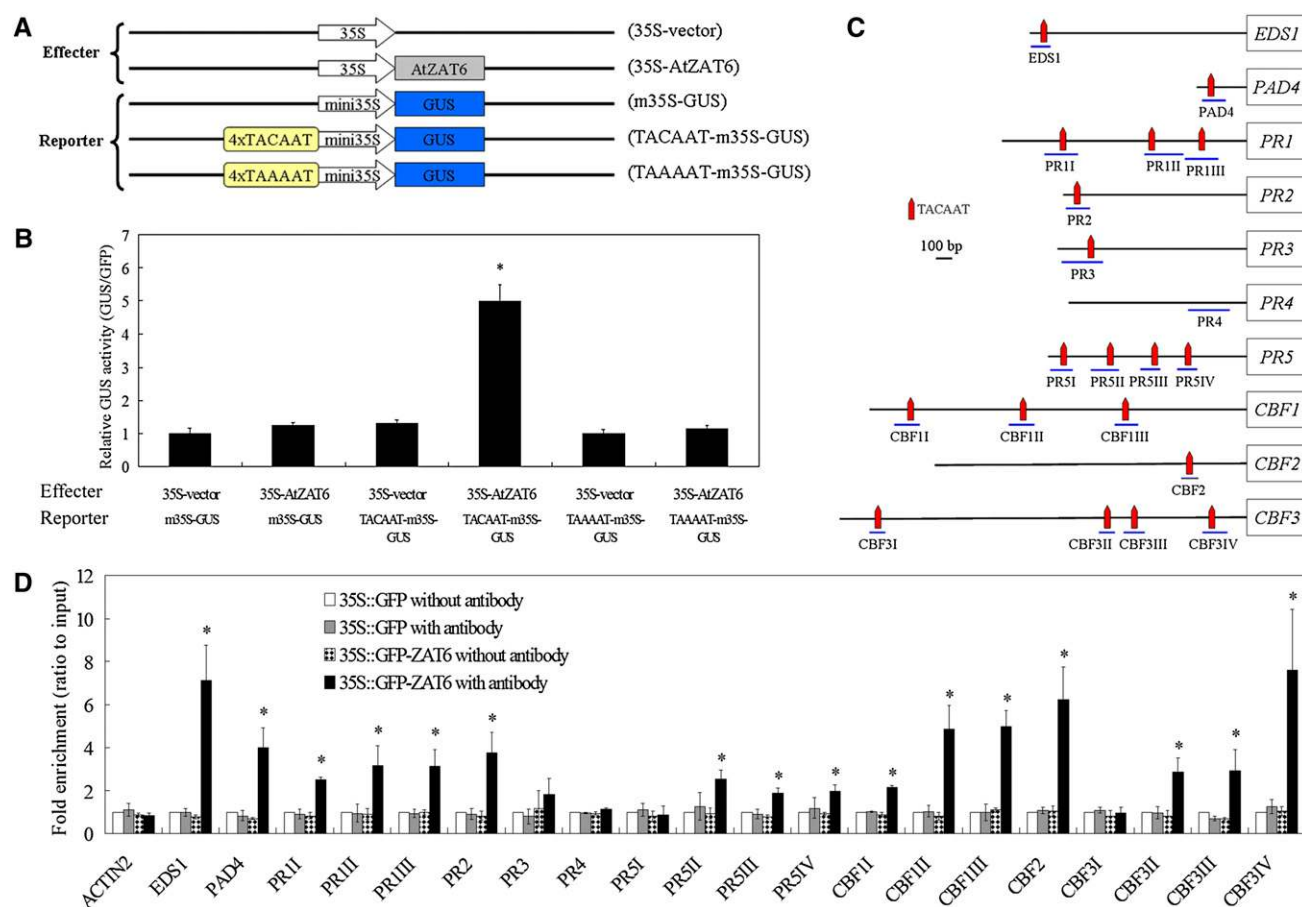 A
Effecter
35S
(35S-vector)
35S
AtZAT6
(35S-AtZAT6)
Reporter
mini35S
GUS
(m35S-GUS)
4xTACAAT
mini35S
GUS
(TACAAT-m35S-GUS)
4xTAAAAT
mini35S
GUS
(TAAAAT-m35S-GUS)
B
Relative GUS activity (GUS/GFP)
7
6
5
4
3
2
1
0
*
Effecter
35S-vector
35S-AtZAT6
35S-vector
35S-AtZAT6
35S-vector
35S-AtZAT6
Reporter
m35S-GUS
m35S-GUS
TACAAT-m35S-
GUS
TACAAT-m35S-
GUS
TAAAAT-m35S-
GUS
TAAAAT-m35S-
GUS
C
EDS1
EDS1
PAD4
PAD4
PR1I
PR1II
PR1III
PR1
TACAAT
100 bp
PR2
PR2
PR3
PR3
PR4
PR4
PR5I
PR5II
PR5III
PR5IV
PR5
CBF1I
CBF1II
CBF1III
CBF1
CBF2
CBF2
CBF3I
CBF3II
CBF3III
CBF3IV
CBF3
D
Fold enrichment (ratio to input)
12
10
8
6
4
2
0
35S::GFP without antibody
35S::GFP with antibody
35S::GFP-ZAT6 without antibody
35S::GFP-ZAT6 with antibody
* * * * * * * * * * * * * * * *
ACTIN2
EDS1
PAD4
PR1I
PR1II
PR1III
PR2
PR3
PR4
PR5I
PR5II
PR5III
PR5IV
CBF1I
CBF1II
CBF1III
CBF2
CBF3I
CBF3II
CBF3III
CBF3IV